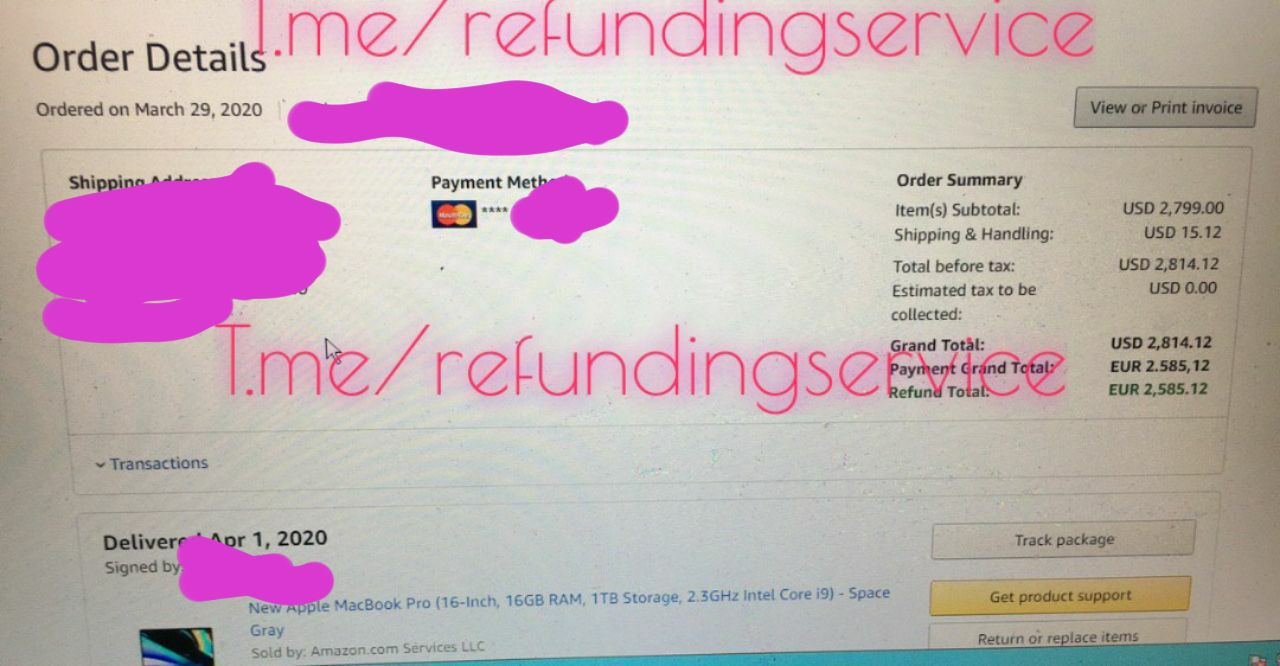 T.me/refundingservice
Order Details
Ordered on March 29, 2020
View or Print invoice
Shipping
Payment
****
Order Summary
Item(s) Subtotal: USD 2,799.00
Shipping & Handling: USD 15.12
Total before tax: USD 2,814.12
Estimated tax to be USD 0.00
collected:
Grand Total: USD 2,814.12
T.me/refundingservice
Payment Grand Total: EUR 2.585,12
Refund Total: EUR 2,585.12
Transactions
Delivered Apr 1, 2020
Signed by
Track package
New Apple MacBook Pro (16-Inch, 16GB RAM, 1TB Storage, 2.3GHz Intel Core i9) - Space
Gray
Sold by: Amazon.com Services LLC
Get product support
Return or replace items